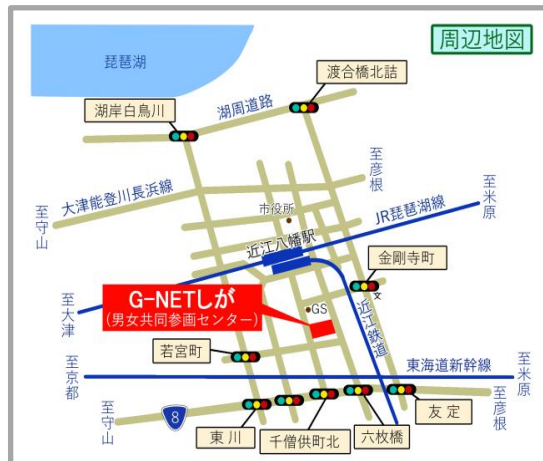 周辺地図
琵琶湖
渡合橋北詰
湖岸白鳥川
湖周道路
至彦根
至守山
大津能登川長浜線
市役所
至米原
JR琵琶湖線
近江八幡駅
金剛寺町
文
至大津
G-NETしが
(男女共同参画センター)
GS
近江鉄道
若宮町
至京都
東海道新幹線
至米原
至守山
8
東川
千僧供町北
六枚橋
友定
至彦根